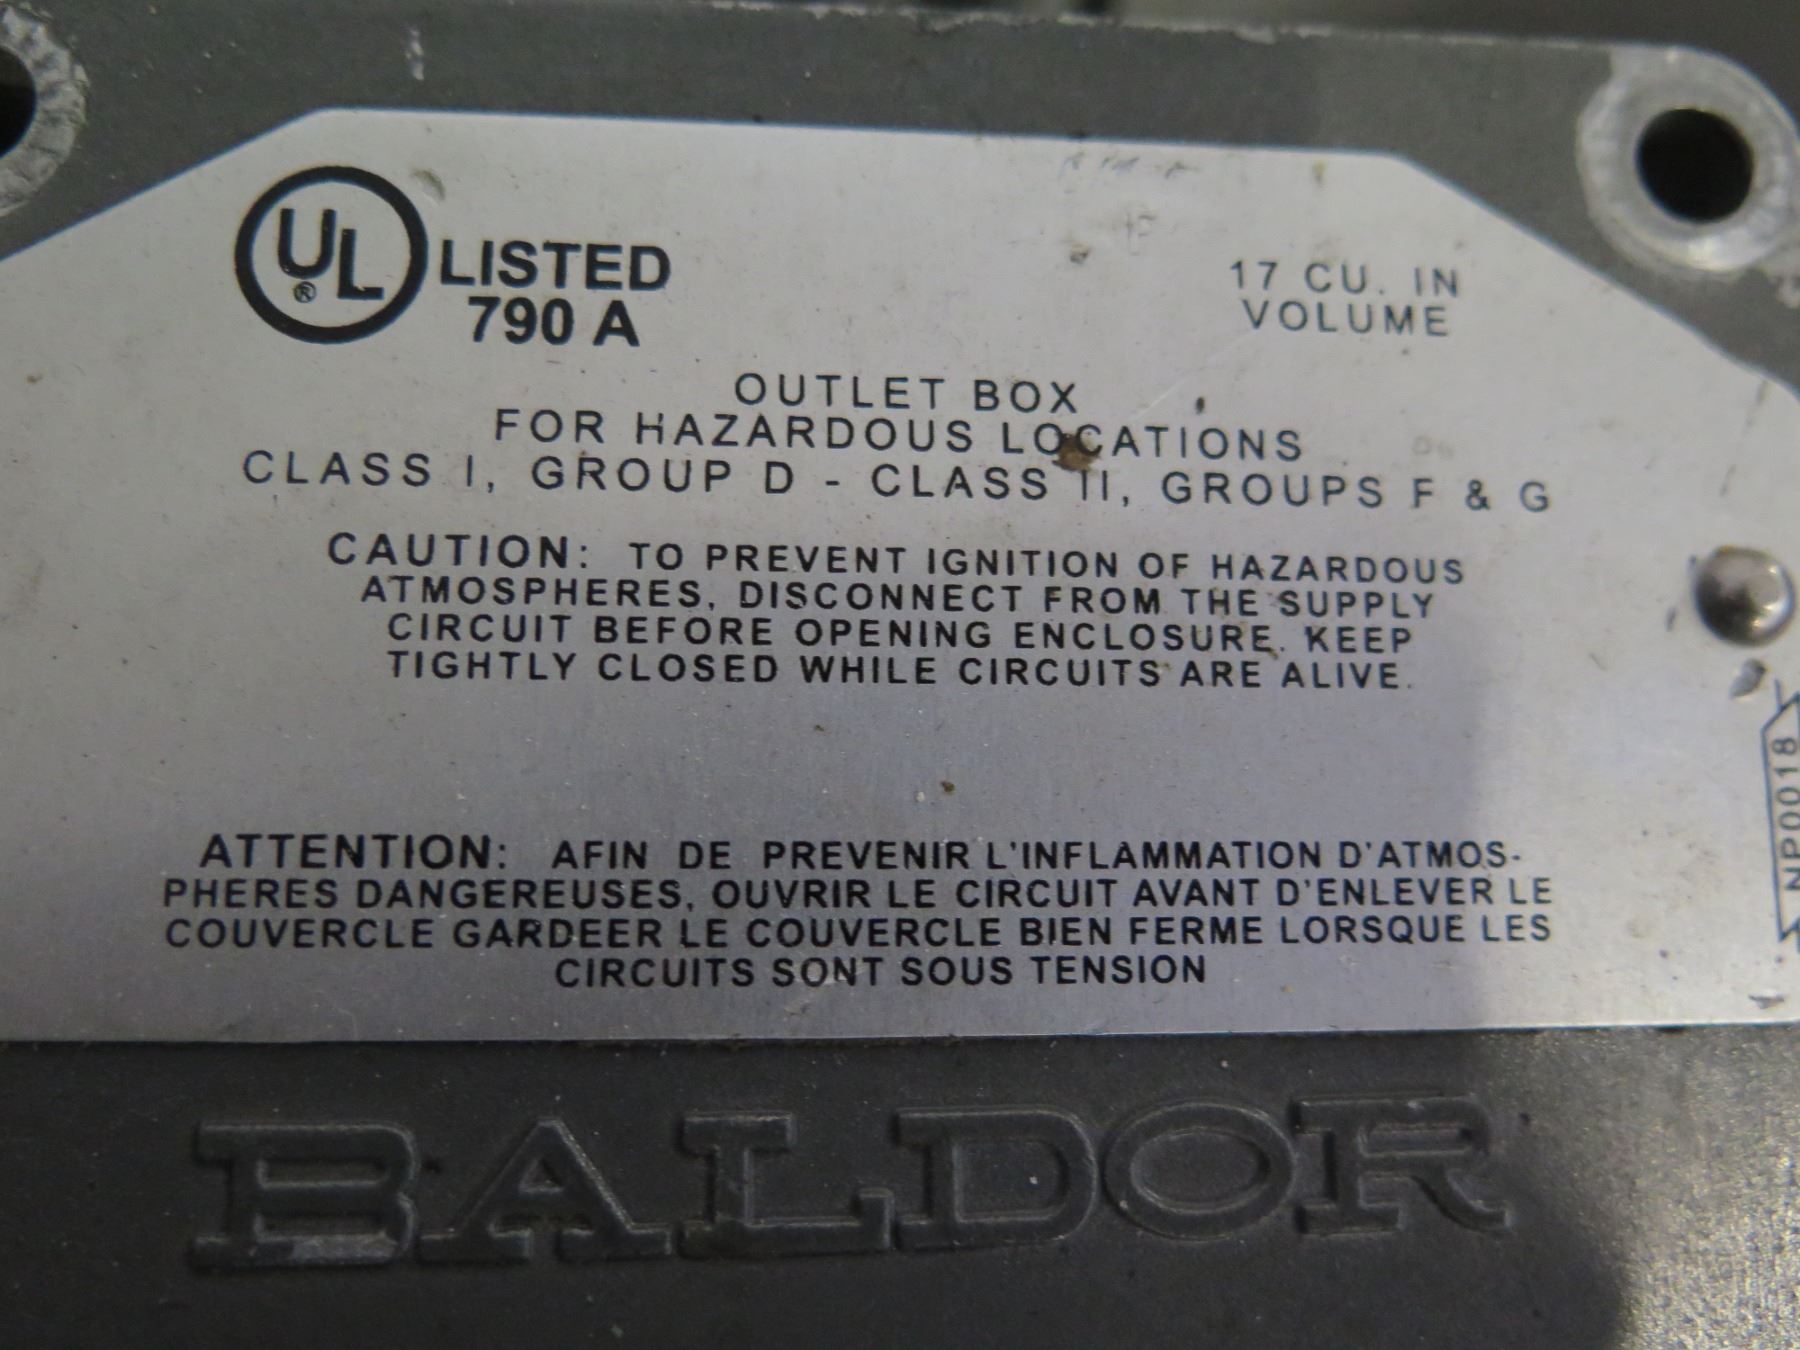 UL®
LISTED
790 A
17 CU. IN
VOLUME
OUTLET BOX
FOR HAZARDOUS LOCATIONS
CLASS I, GROUP D - CLASS II, GROUPS F & G
CAUTION: TO PREVENT IGNITION OF HAZARDOUS
ATMOSPHERES, DISCONNECT FROM THE SUPPLY
CIRCUIT BEFORE OPENING ENCLOSURE. KEEP
TIGHTLY CLOSED WHILE CIRCUITS ARE ALIVE.
ATTENTION: AFIN DE PREVENIR L'INFLAMMATION D'ATMOS-
PHERES DANGEREUSES, OUVRIR LE CIRCUIT AVANT D'ENLEVER LE
COUVERCLE GARDEER LE COUVERCLE BIEN FERME LORSQUE LES
CIRCUITS SONT SOUS TENSION
NP0018
BALDOR